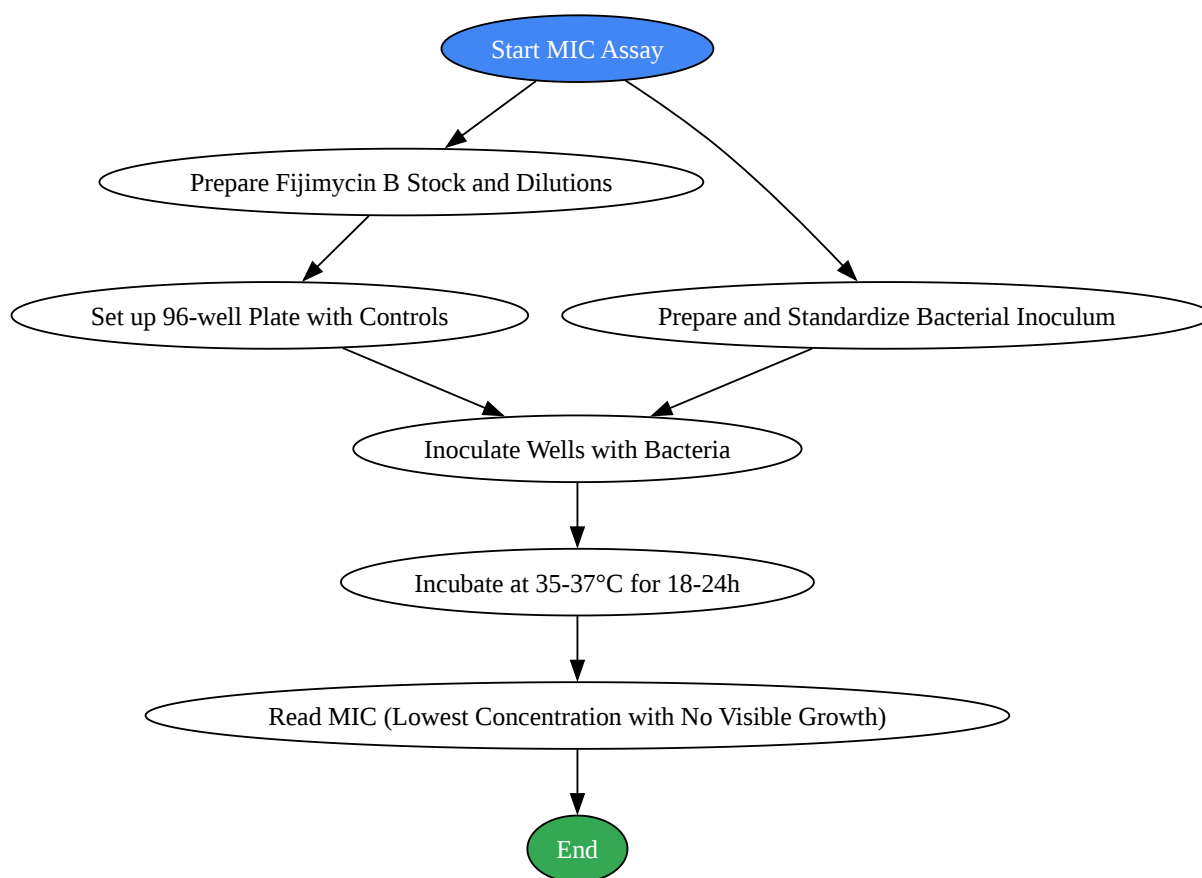 Start MIC Assay
Prepare Fijimycin B Stock and Dilutions
Set up 96-well Plate with Controls
Prepare and Standardize Bacterial Inoculum
Inoculate Wells with Bacteria
Incubate at 35-37°C for 18-24h
Read MIC (Lowest Concentration with No Visible Growth)
End